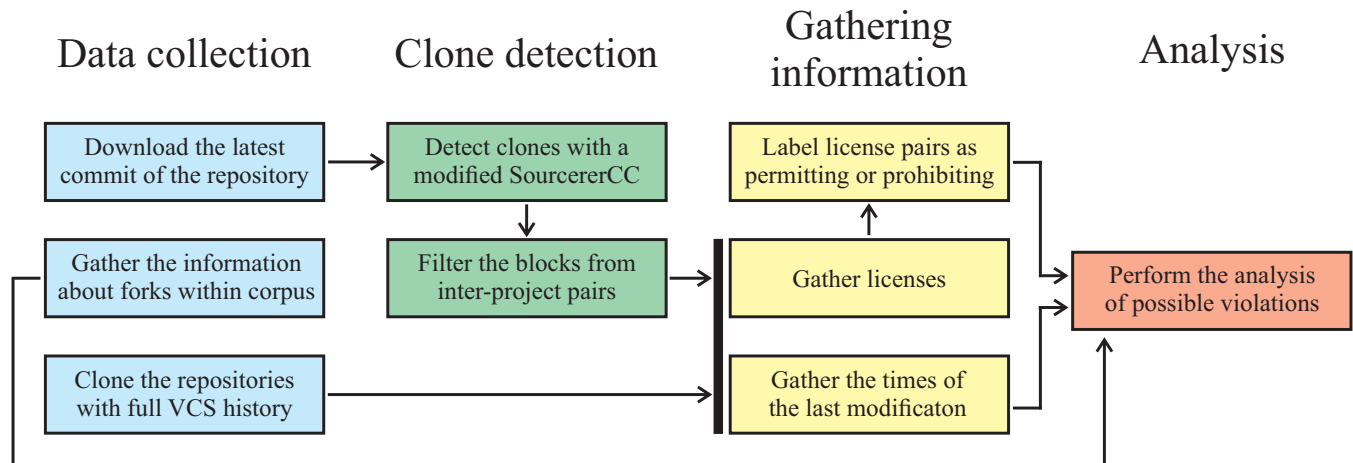 Data collection
Clone detection
Gathering
information
Analysis
Download the latest
commit of the repository
Detect clones with a
modified SourcererCC
Label license pairs as
permitting or prohibiting
Gather the information
about forks within corpus
Filter the blocks from
inter-project pairs
Gather licenses
Perform the analysis
of possible violations
Clone the repositories
with full VCS history
Gather the times of
the last modificaton